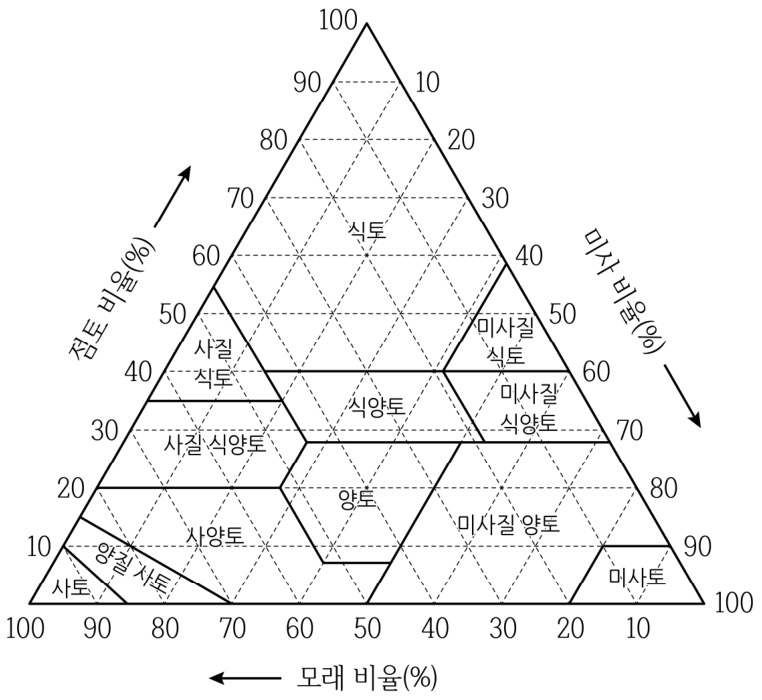 100
90 10
80 20
70 30
식토
60 40
50 50
미사질
식토
사질
식토
40 60
미사질
식양토
식양토
30 70
사질 식양토
20 80
양토
미사질 양토
사양토
10 90
양질 사토
사토
미사토
100
100 90 80 70 60 50 40 30 20 10
점토 비율(%)
미사 비율(%)
모래 비율(%)